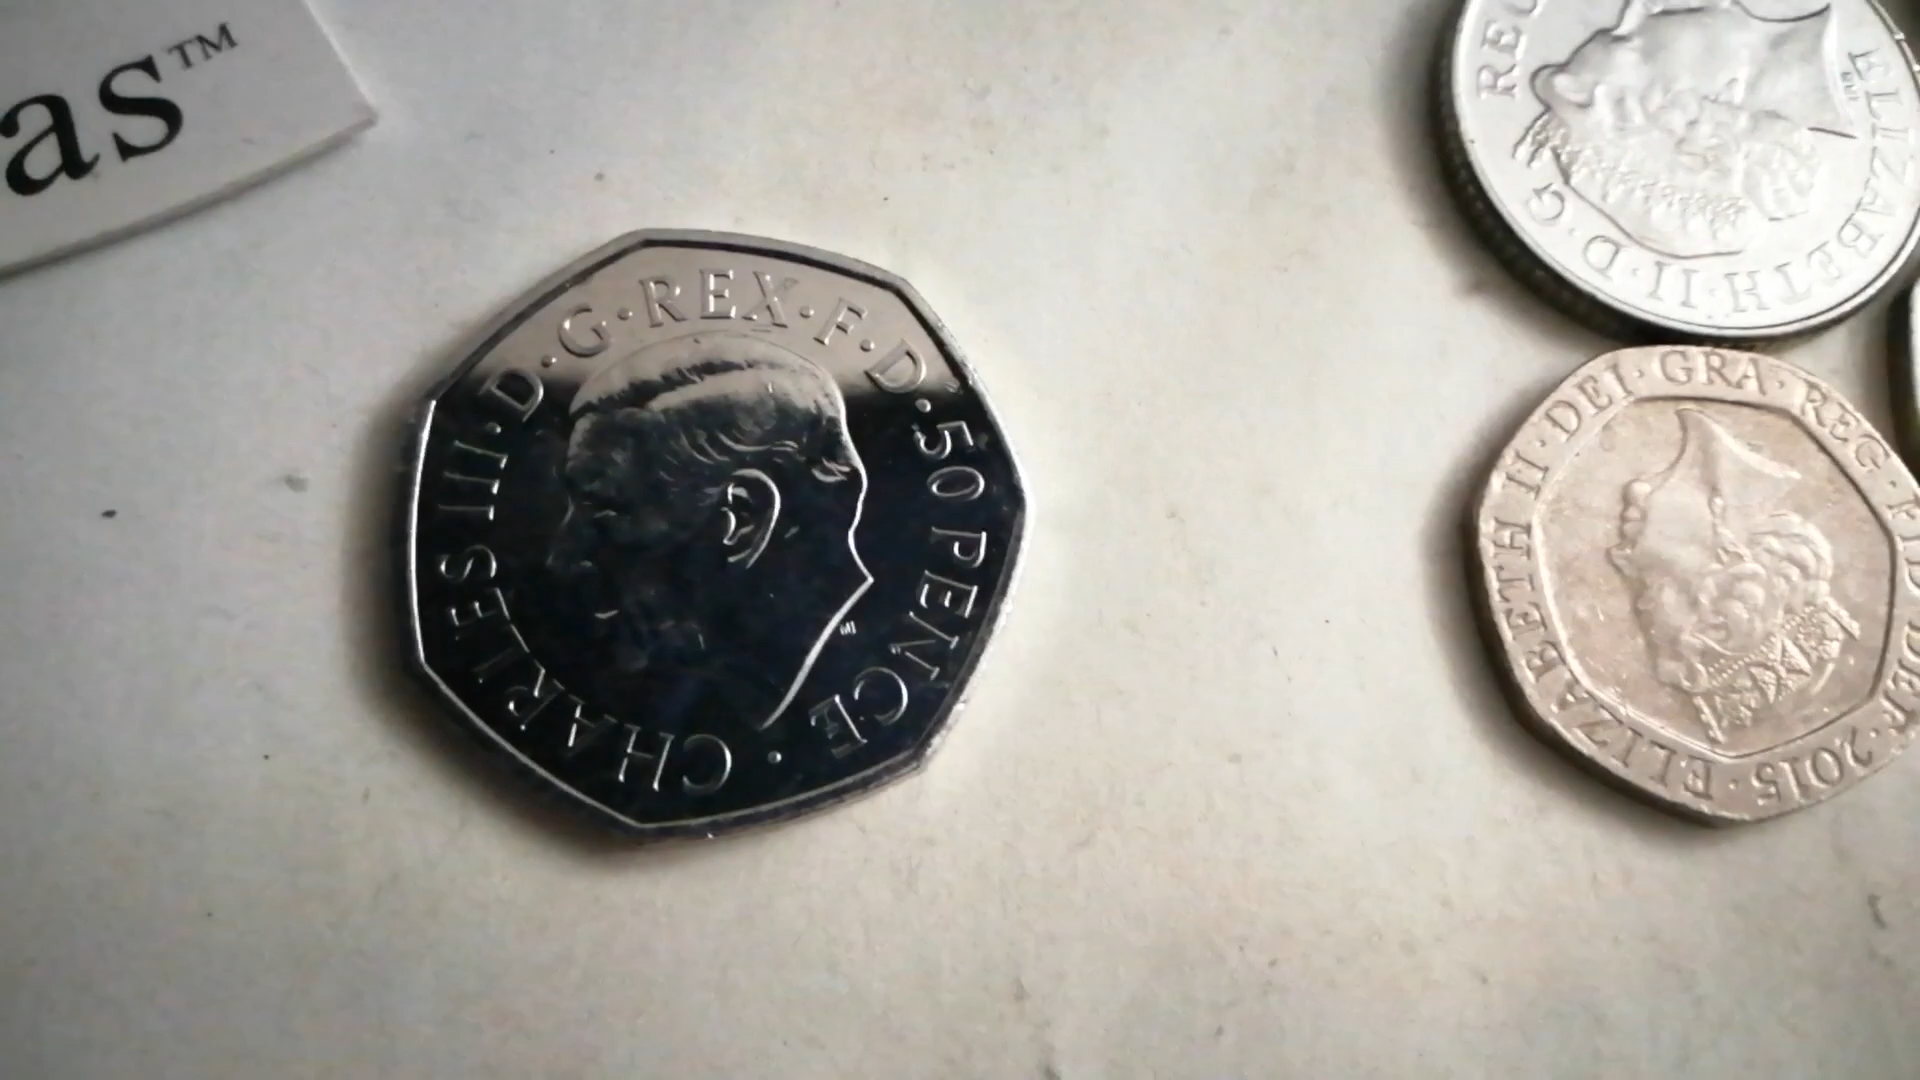 as™
CHARLES III · D · G · REX · F · D · 50 PENCE ·
ELIZABETH II · D · G
ELIZABETH II · DEI · GRA · REG · FID · DEF · 2015 ·